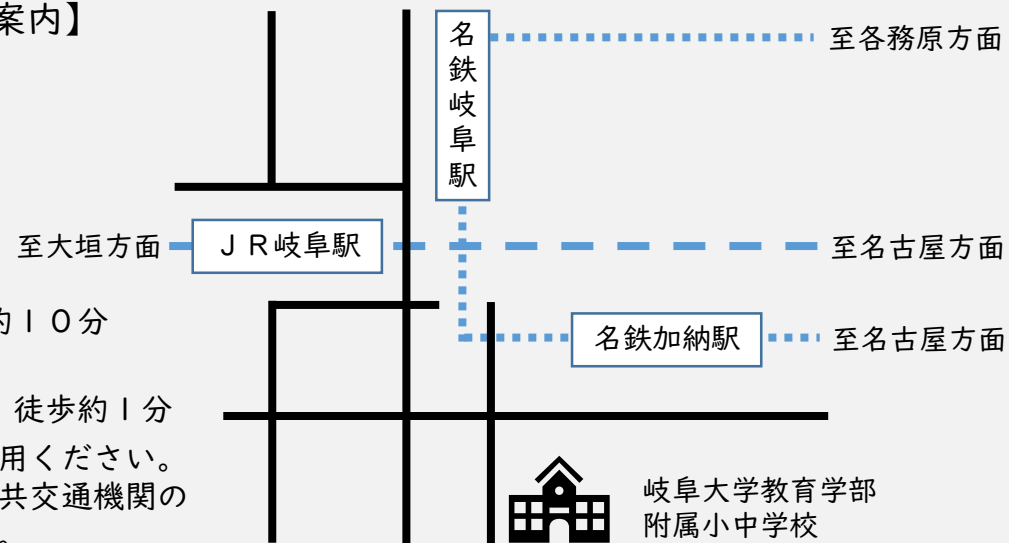 案内】
名鉄岐阜駅
至各務原方面
至大垣方面
ＪＲ岐阜駅
至名古屋方面
約１０分
名鉄加納駅
至名古屋方面
徒歩約１分
用ください。
共交通機関の
。
岐阜大学教育学部
附属小中学校